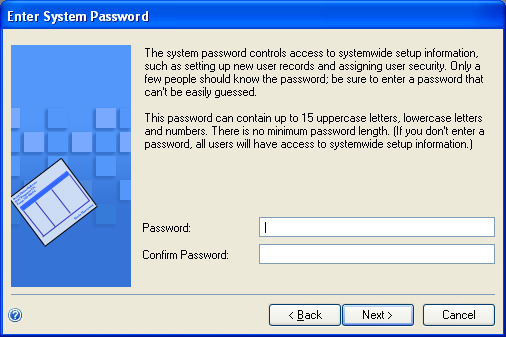 Enter System Password
The system password controls access to systemwide setup information,
such as setting up new user records and assigning user security. Only a
few people should know the password; be sure to enter a password that
can't be easily guessed.
This password can contain up to 15 uppercase letters, lowercase letters
and numbers. There is no minimum password length. (If you don't enter a
password, all users will have access to systemwide setup information.)
Password:
Confirm Password:
?
< Back
Next >
Cancel